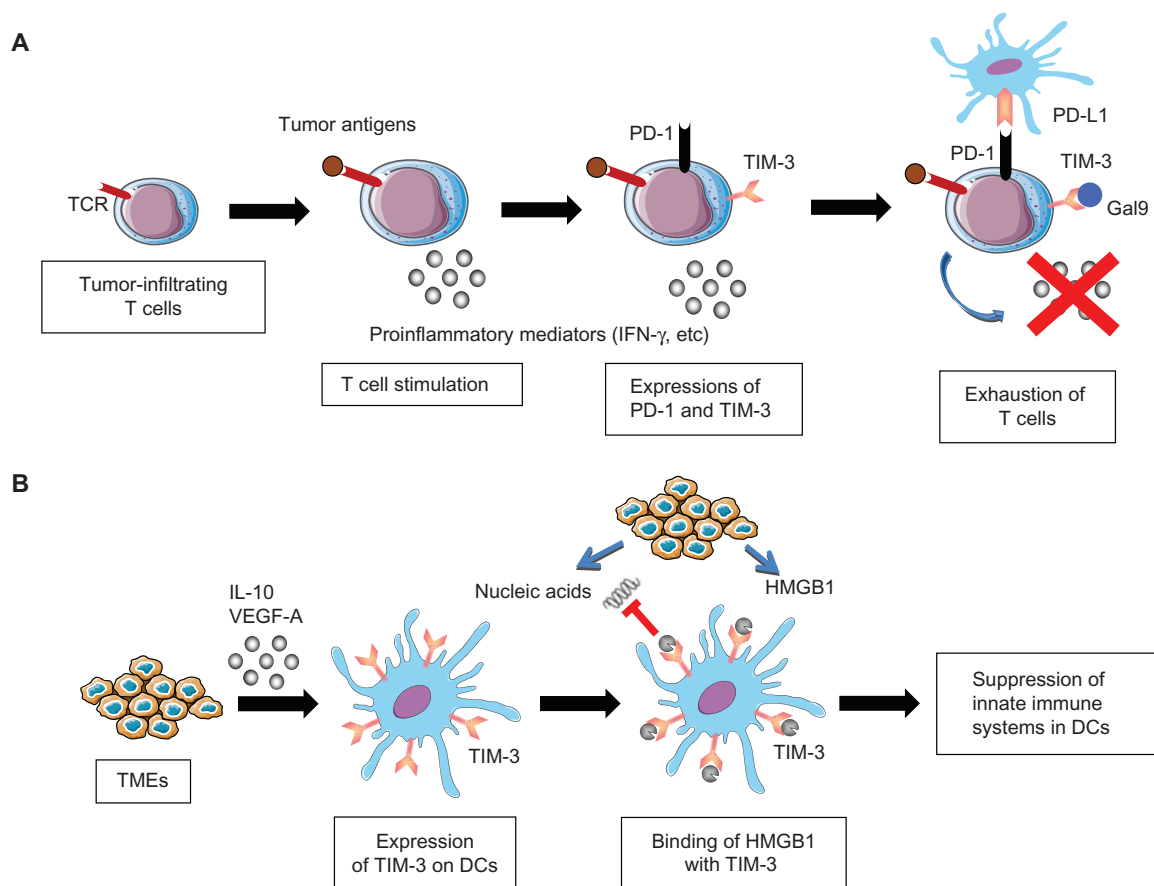 A
Tumor antigens
TCR
PD-1
TIM-3
PD-L1
PD-1
TIM-3
Gal9
Tumor-infiltrating
T cells
Proinflammatory mediators (IFN-γ, etc)
T cell stimulation
Expressions of
PD-1 and TIM-3
Exhaustion of
T cells
B
IL-10
VEGF-A
Nucleic acids
HMGB1
TIM-3
TIM-3
TMEs
Expression
of TIM-3 on DCs
Binding of HMGB1
with TIM-3
Suppression of
innate immune
systems in DCs